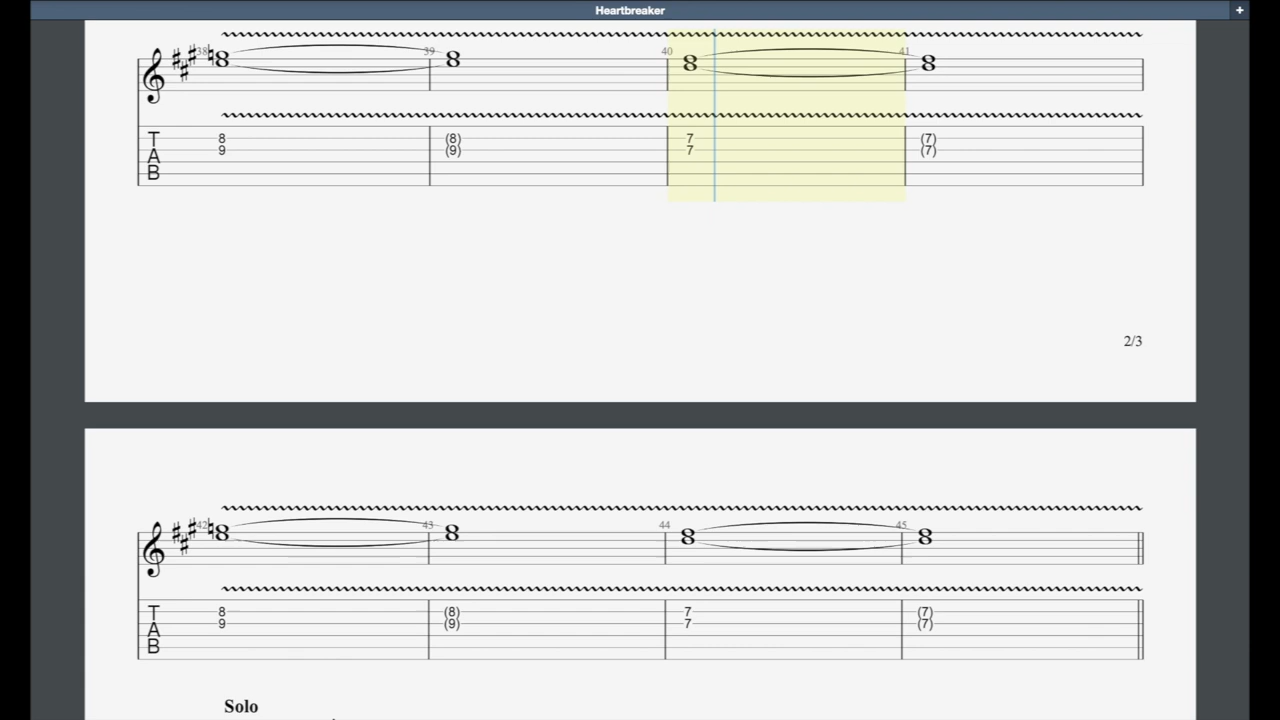 Heartbreaker
+
38 39 40 41
T 8 (8) 7 (7)
A 9 (9) 7 (7)
B
2/3
42 43 44 45
T 8 (8) 7 (7)
A 9 (9) 7 (7)
B
Solo